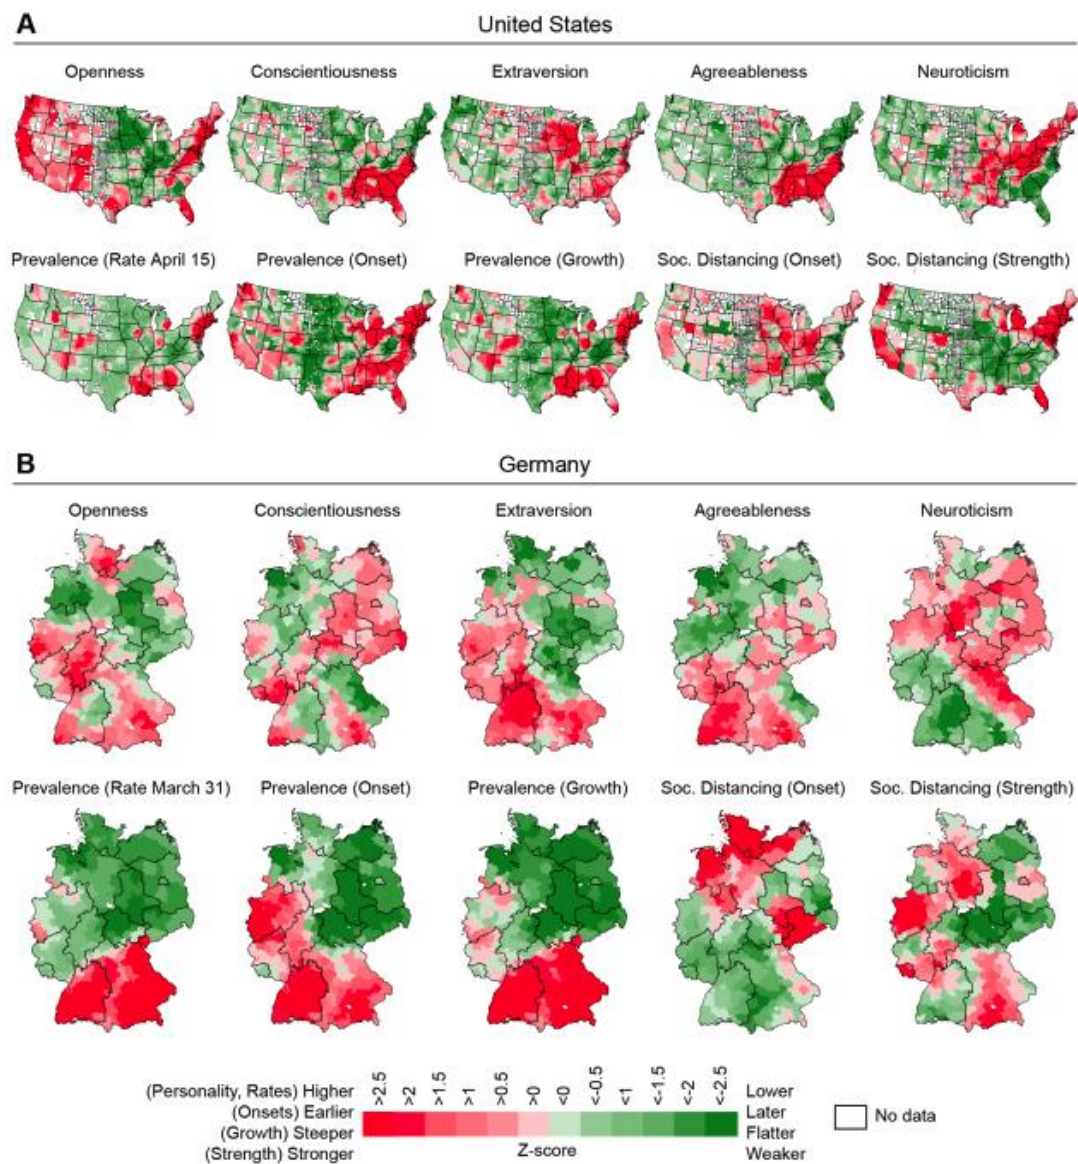 A
United States
Openness
Conscientiousness
Extraversion
Agreeableness
Neuroticism
Prevalence (Rate April 15)
Prevalence (Onset)
Prevalence (Growth)
Soc. Distancing (Onset)
Soc. Distancing (Strength)
B
Germany
Openness
Conscientiousness
Extraversion
Agreeableness
Neuroticism
Prevalence (Rate March 31)
Prevalence (Onset)
Prevalence (Growth)
Soc. Distancing (Onset)
Soc. Distancing (Strength)
(Personality, Rates) Higher
(Onsets) Earlier
(Growth) Steeper
(Strength) Stronger
>2.5
>2
>1.5
>1
>0.5
>0
<0
<-0.5
<-1
<-1.5
<-2
<-2.5
Z-score
Lower
Later
Flatter
Weaker
No data